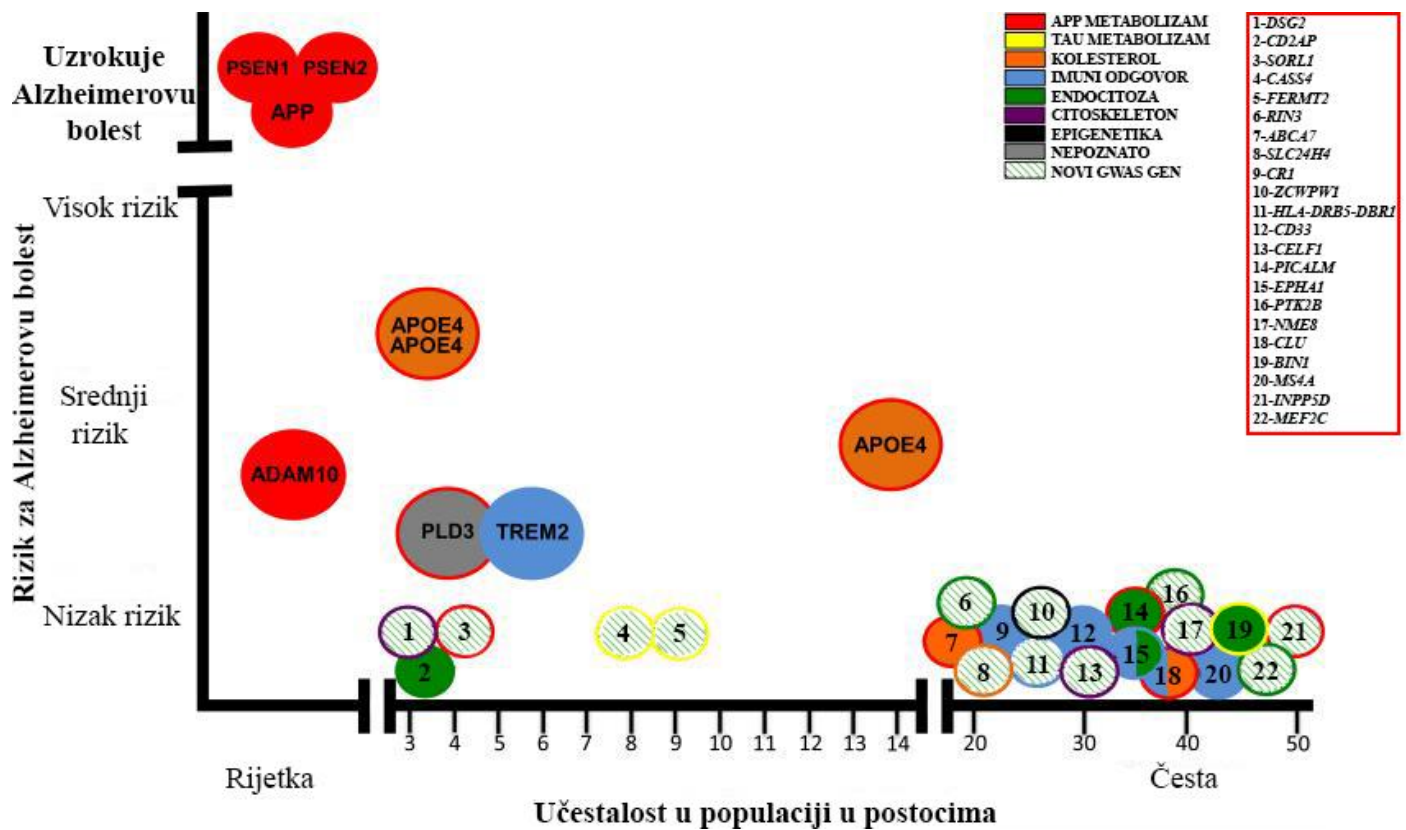 Uzrokuje
Alzheimerovu
bolest
Visok rizik
Srednji
rizik
Nizak rizik
Rizik za Alzheimerovu bolest
PSEN1
PSEN2
APP
APOE4
APOE4
ADAM10
APOE4
PLD3
TREM2
1
2
3
4
5
6
7
8
9
10
11
12
13
14
15
16
17
18
19
20
21
22
APP METABOLIZAM
TAU METABOLIZAM
KOLESTEROL
IMUNI ODGOVOR
ENDOCITOZA
CITOSKELETON
EPIGENETIKA
NEPOZNATO
NOVI GWAS GEN
1-DSG2
2-CD2AP
3-SORL1
4-CASS4
5-FERMT2
6-RIN3
7-ABCA7
8-SLC24H4
9-CR1
10-ZCWPW1
11-HLA-DRB5-DBR1
12-CD33
13-CELF1
14-PICALM
15-EPHA1
16-PTK2B
17-NME8
18-CLU
19-BIN1
20-MS4A
21-INPP5D
22-MEF2C
3 4 5 6 7 8 9 10 11 12 13 14 20 30 40 50
Rijetka
Česta
Učestalost u populaciji u postocima